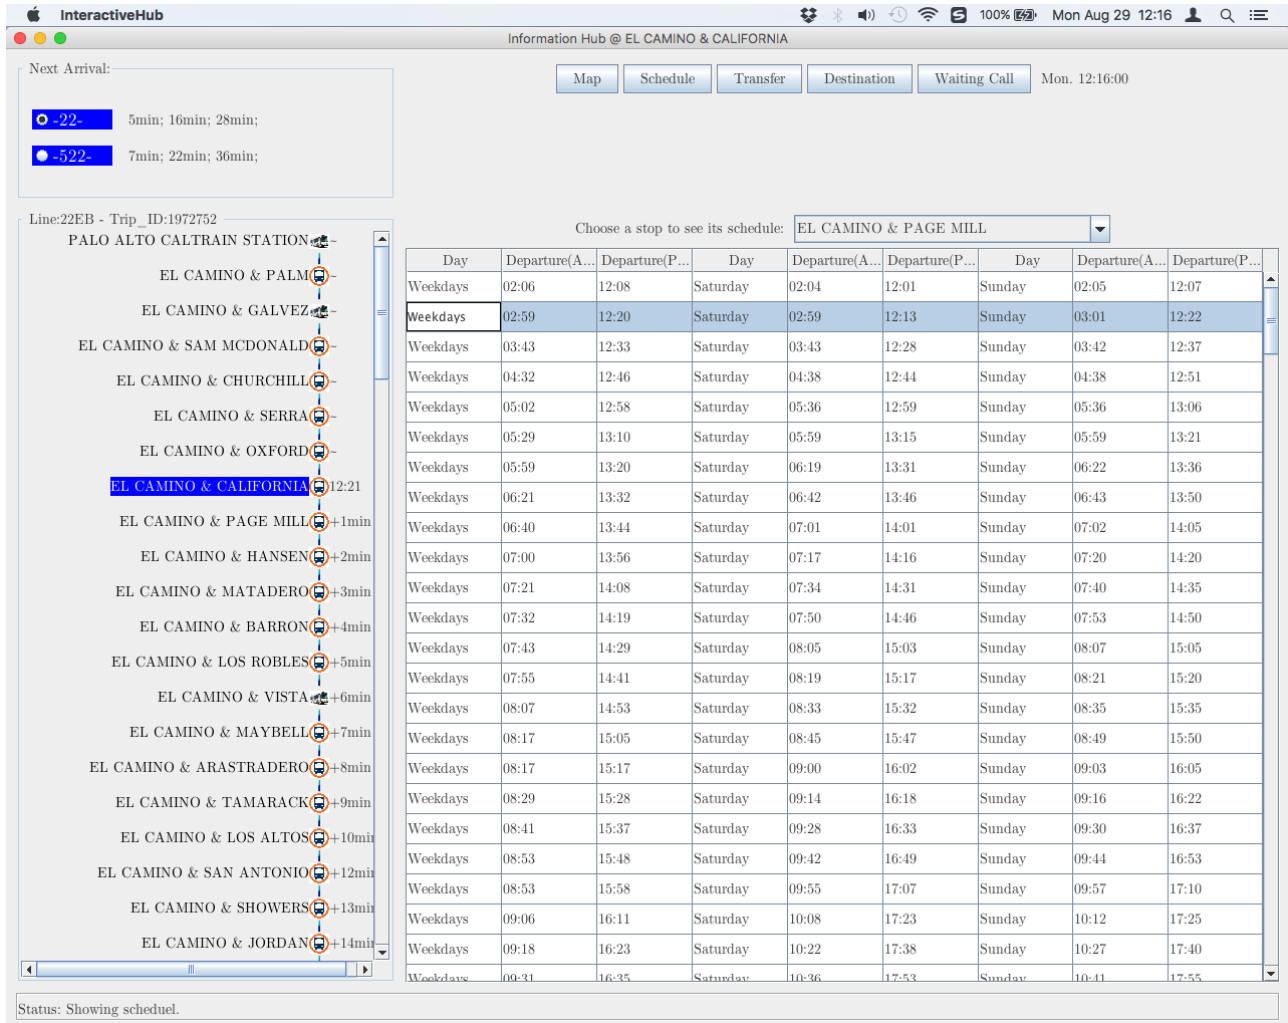 InteractiveHub 100% Mon Aug 29 12:16
Information Hub @ EL CAMINO & CALIFORNIA
Next Arrival:
-22- 5min; 16min; 28min;
-522- 7min; 22min; 36min;
Map Schedule Transfer Destination Waiting Call Mon. 12:16:00
Line:22EB - Trip_ID:1972752
PALO ALTO CALTRAIN STATION ~
EL CAMINO & PALM ~
EL CAMINO & GALVEZ ~
EL CAMINO & SAM MCDONALD ~
EL CAMINO & CHURCHILL ~
EL CAMINO & SERRA ~
EL CAMINO & OXFORD ~
EL CAMINO & CALIFORNIA 12:21
EL CAMINO & PAGE MILL +1min
EL CAMINO & HANSEN +2min
EL CAMINO & MATADERO +3min
EL CAMINO & BARRON +4min
EL CAMINO & LOS ROBLES +5min
EL CAMINO & VISTA +6min
EL CAMINO & MAYBELL +7min
EL CAMINO & ARASTRADERO +8min
EL CAMINO & TAMARACK +9min
EL CAMINO & LOS ALTOS +10min
EL CAMINO & SAN ANTONIO +12min
EL CAMINO & SHOWERS +13min
EL CAMINO & JORDAN +14min
Choose a stop to see its schedule: EL CAMINO & PAGE MILL
Day Departure(A... Departure(P... Day Departure(A... Departure(P... Day Departure(A... Departure(P...
Weekdays 02:06 12:08 Saturday 02:04 12:01 Sunday 02:05 12:07
Weekdays 02:59 12:20 Saturday 02:59 12:13 Sunday 03:01 12:22
Weekdays 03:43 12:33 Saturday 03:43 12:28 Sunday 03:42 12:37
Weekdays 04:32 12:46 Saturday 04:38 12:44 Sunday 04:38 12:51
Weekdays 05:02 12:58 Saturday 05:36 12:59 Sunday 05:36 13:06
Weekdays 05:29 13:10 Saturday 05:59 13:15 Sunday 05:59 13:21
Weekdays 05:59 13:20 Saturday 06:19 13:31 Sunday 06:22 13:36
Weekdays 06:21 13:32 Saturday 06:42 13:46 Sunday 06:43 13:50
Weekdays 06:40 13:44 Saturday 07:01 14:01 Sunday 07:02 14:05
Weekdays 07:00 13:56 Saturday 07:17 14:16 Sunday 07:20 14:20
Weekdays 07:21 14:08 Saturday 07:34 14:31 Sunday 07:40 14:35
Weekdays 07:32 14:19 Saturday 07:50 14:46 Sunday 07:53 14:50
Weekdays 07:43 14:29 Saturday 08:05 15:03 Sunday 08:07 15:05
Weekdays 07:55 14:41 Saturday 08:19 15:17 Sunday 08:21 15:20
Weekdays 08:07 14:53 Saturday 08:33 15:32 Sunday 08:35 15:35
Weekdays 08:17 15:05 Saturday 08:45 15:47 Sunday 08:49 15:50
Weekdays 08:17 15:17 Saturday 09:00 16:02 Sunday 09:03 16:05
Weekdays 08:29 15:28 Saturday 09:14 16:18 Sunday 09:16 16:22
Weekdays 08:41 15:37 Saturday 09:28 16:33 Sunday 09:30 16:37
Weekdays 08:53 15:48 Saturday 09:42 16:49 Sunday 09:44 16:53
Weekdays 08:53 15:58 Saturday 09:55 17:07 Sunday 09:57 17:10
Weekdays 09:06 16:11 Saturday 10:08 17:23 Sunday 10:12 17:25
Weekdays 09:18 16:23 Saturday 10:22 17:38 Sunday 10:27 17:40
Weekdays 09:31 16:35 Saturday 10:36 17:53 Sunday 10:41 17:55
Status: Showing scheduel.